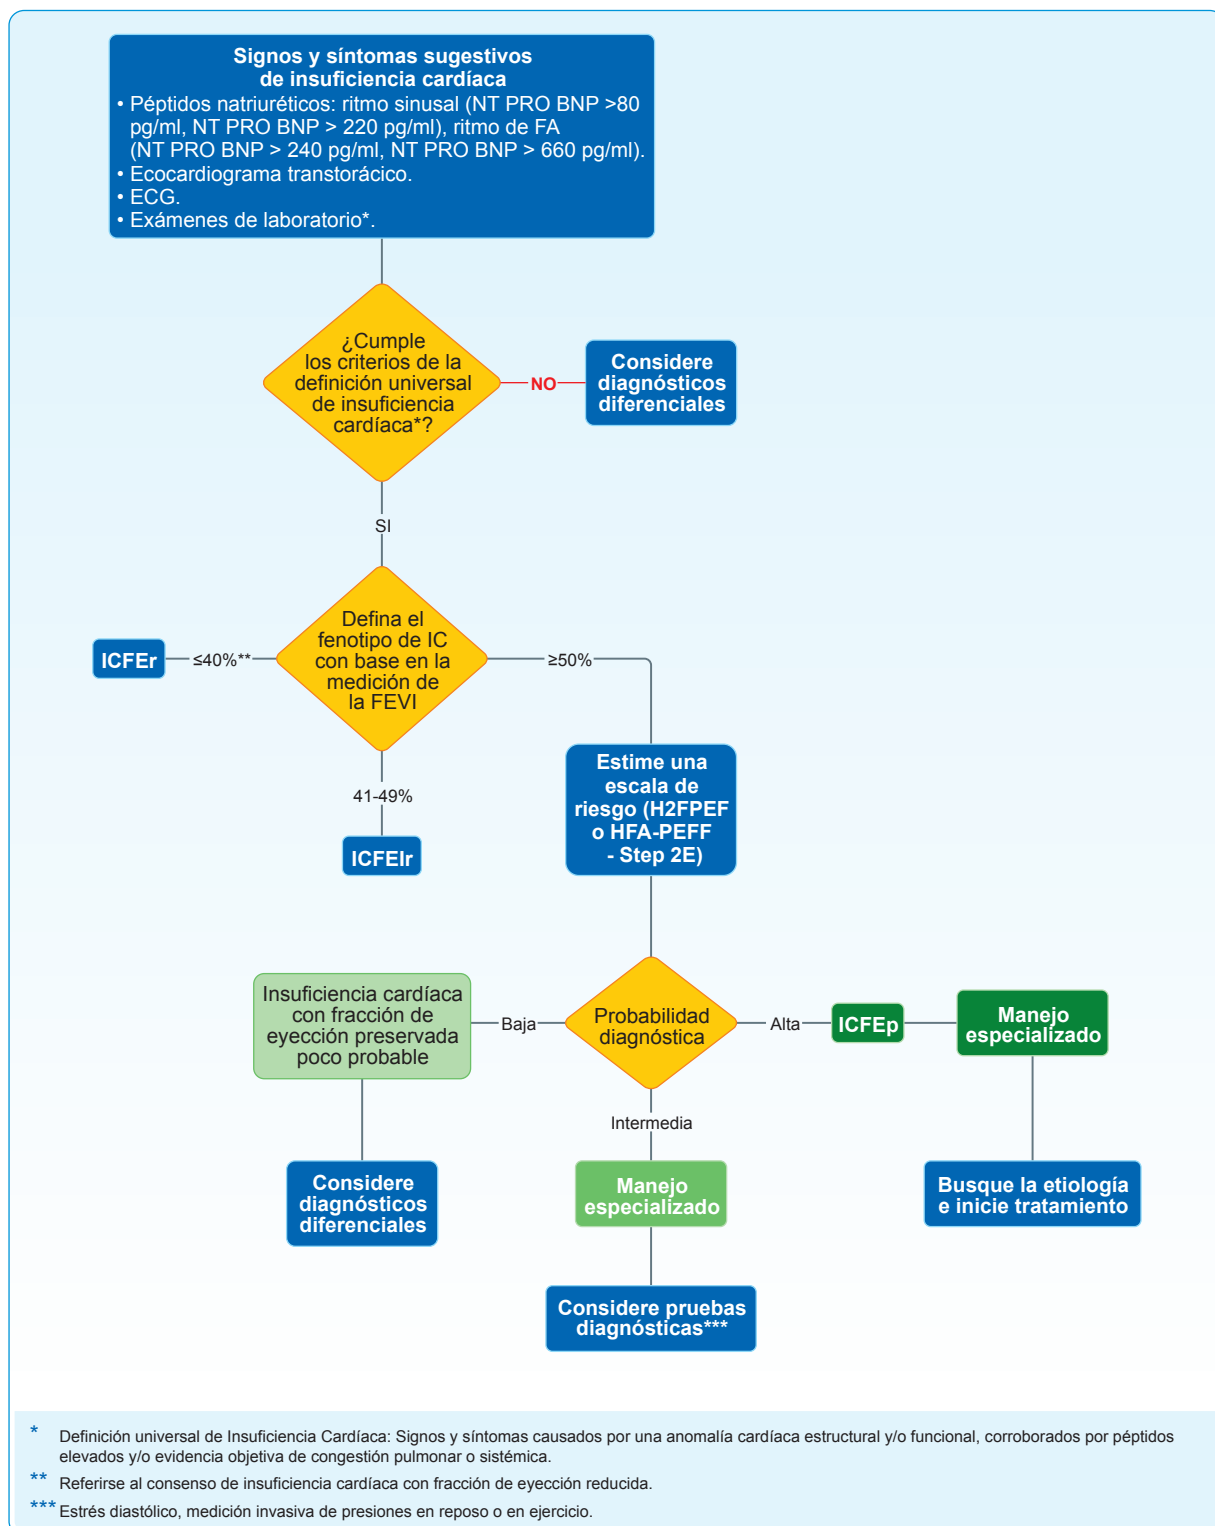 Signos y síntomas sugestivos
de insuficiencia cardíaca
• Péptidos natriuréticos: ritmo sinusal (NT PRO BNP >80
pg/ml, NT PRO BNP > 220 pg/ml), ritmo de FA
(NT PRO BNP > 240 pg/ml, NT PRO BNP > 660 pg/ml).
• Ecocardiograma transtorácico.
• ECG.
• Exámenes de laboratorio*.
¿Cumple
los criterios de la
definición universal
de insuficiencia
cardíaca*?
NO
Considere
diagnósticos
diferenciales
SI
Defina el
fenotipo de IC
con base en la
medición de
la FEVI
≤40%**
ICFEr
≥50%
41-49%
ICFEIr
Estime una
escala de
riesgo (H2FPEF
o HFA-PEFF
- Step 2E)
Probabilidad
diagnóstica
Baja
Insuficiencia cardíaca
con fracción de
eyección preservada
poco probable
Considere
diagnósticos
diferenciales
Intermedia
Manejo
especializado
Considere pruebas
diagnósticas***
Alta
ICFEp
Manejo
especializado
Busque la etiología
e inicie tratamiento
* Definición universal de Insuficiencia Cardíaca: Signos y síntomas causados por una anomalía cardíaca estructural y/o funcional, corroborados por péptidos
elevados y/o evidencia objetiva de congestión pulmonar o sistémica.
** Referirse al consenso de insuficiencia cardíaca con fracción de eyección reducida.
*** Estrés diastólico, medición invasiva de presiones en reposo o en ejercicio.